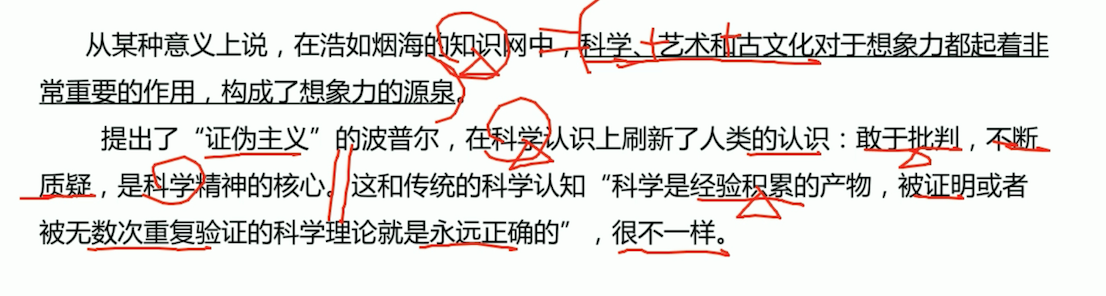 从某种意义上说，在浩如烟海的知识网中，科学、艺术和古文化对于想象力都起着非
常重要的作用，构成了想象力的源泉。
提出了“证伪主义”的波普尔，在科学认识上刷新了人类的认识：敢于批判，不断
质疑，是科学精神的核心。这和传统的科学认知“科学是经验积累的产物，被证明或者
被无数次重复验证的科学理论就是永远正确的”，很不一样。